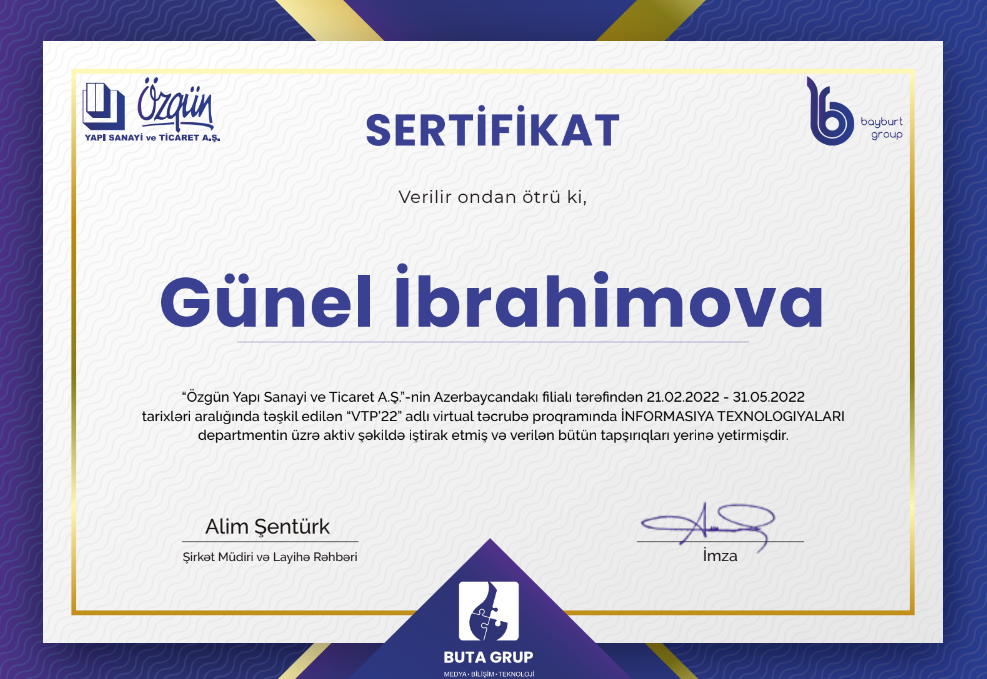 Özgün
YAPI SANAYİ ve TİCARET A.Ş.
SERTİFİKAT
bayburt
group
Verilir ondan ötrü ki,
Günel İbrahimova
“Özgün Yapı Sanayi ve Ticaret A.Ş.”-nin Azerbaycandakı filialı tərəfindən 21.02.2022 - 31.05.2022
tarixləri aralığında təşkil edilən “VTP’22” adlı virtual təcrubə proqramında İNFORMASIYA TEXNOLOGIYALARI
departmentin üzrə aktiv şəkildə iştirak etmiş və verilən bütün tapşırıqları yerinə yetirmişdir.
Alim Şentürk
Şirkət Müdiri və Layihə Rəhbəri
İmza
BUTA GRUP
MEDYA • BİLİŞİM • TEKNOLOJİ